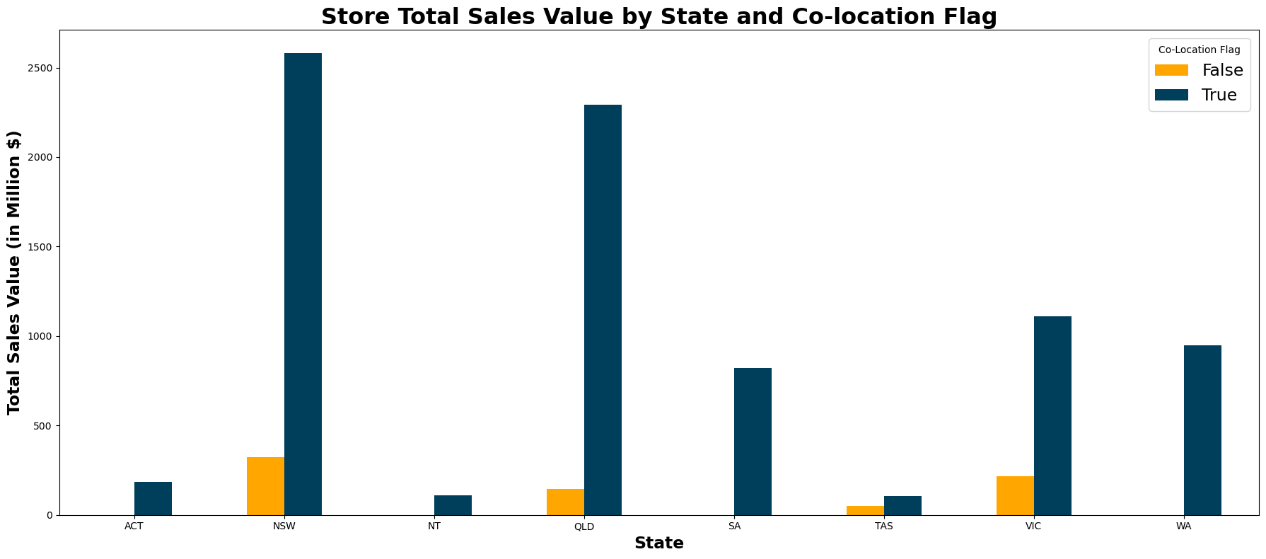 Store Total Sales Value by State and Co-location Flag
Co-Location Flag
False
True
Total Sales Value (in Million $)
2500
2000
1500
1000
500
0
ACT NSW NT QLD SA TAS VIC WA
State